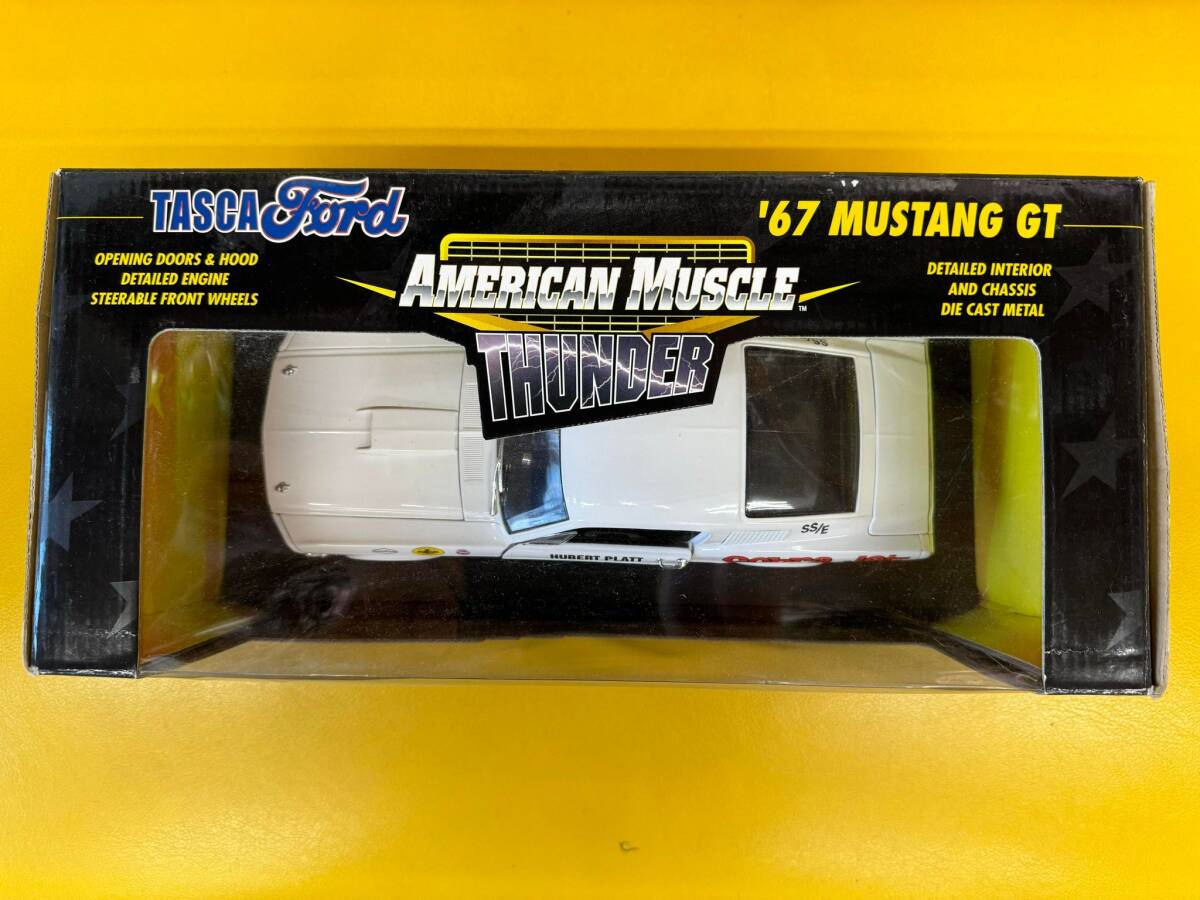 TASCA Ford
'67 MUSTANG GT
OPENING DOORS & HOOD
DETAILED ENGINE
STEERABLE FRONT WHEELS
AMERICAN MUSCLE™
THUNDER
DETAILED INTERIOR
AND CHASSIS
DIE CAST METAL
SS/E
HUBERT PLATT